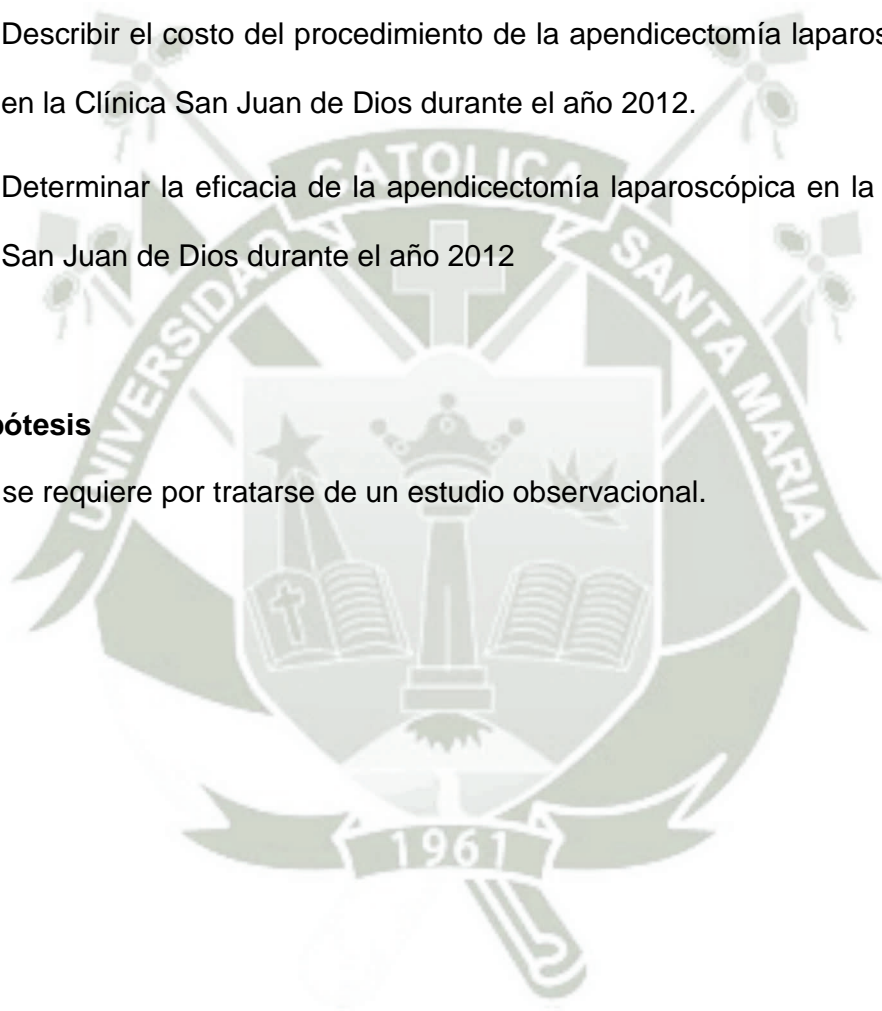 Describir el costo del procedimiento de la apendicectomía laparos
en la Clínica San Juan de Dios durante el año 2012.
Determinar la eficacia de la apendicectomía laparoscópica en la
San Juan de Dios durante el año 2012
pótesis
se requiere por tratarse de un estudio observacional.
UNIVERSIDAD CATOLICA SANTA MARIA
1961